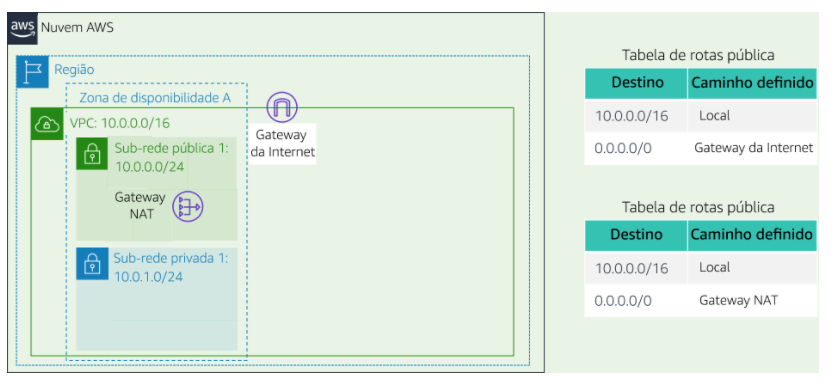 aws Nuvem AWS
Região
Zona de disponibilidade A
VPC: 10.0.0.0/16
Gateway
da Internet
Sub-rede pública 1:
10.0.0.0/24
Gateway
NAT
Sub-rede privada 1:
10.0.1.0/24
Tabela de rotas pública
Destino Caminho definido
10.0.0.0/16 Local
0.0.0.0/0 Gateway da Internet
Tabela de rotas pública
Destino Caminho definido
10.0.0.0/16 Local
0.0.0.0/0 Gateway NAT